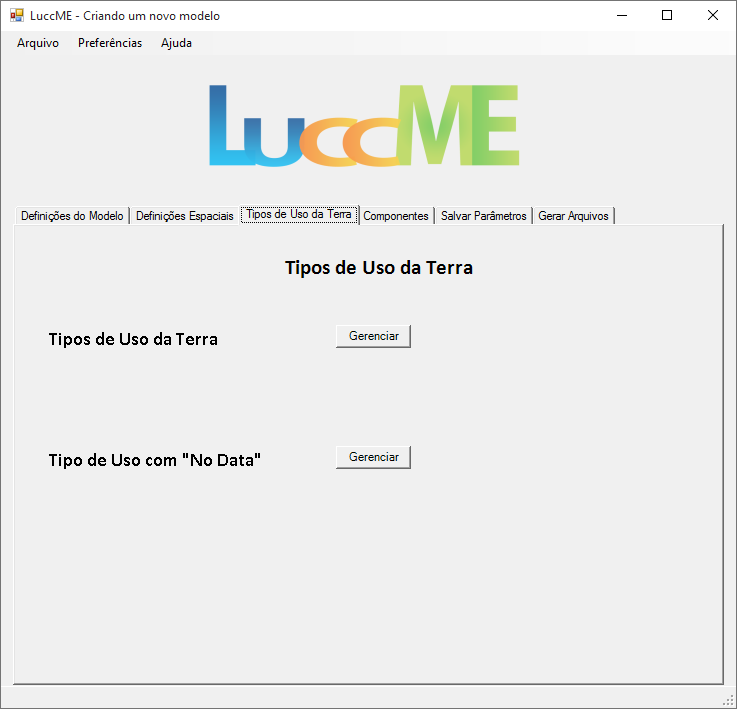 LuccME - Criando um novo modelo
Arquivo Preferências Ajuda
LuccME
Definições do Modelo Definições Espaciais Tipos de Uso da Terra Componentes Salvar Parâmetros Gerar Arquivos
Tipos de Uso da Terra
Tipos de Uso da Terra Gerenciar
Tipo de Uso com "No Data" Gerenciar